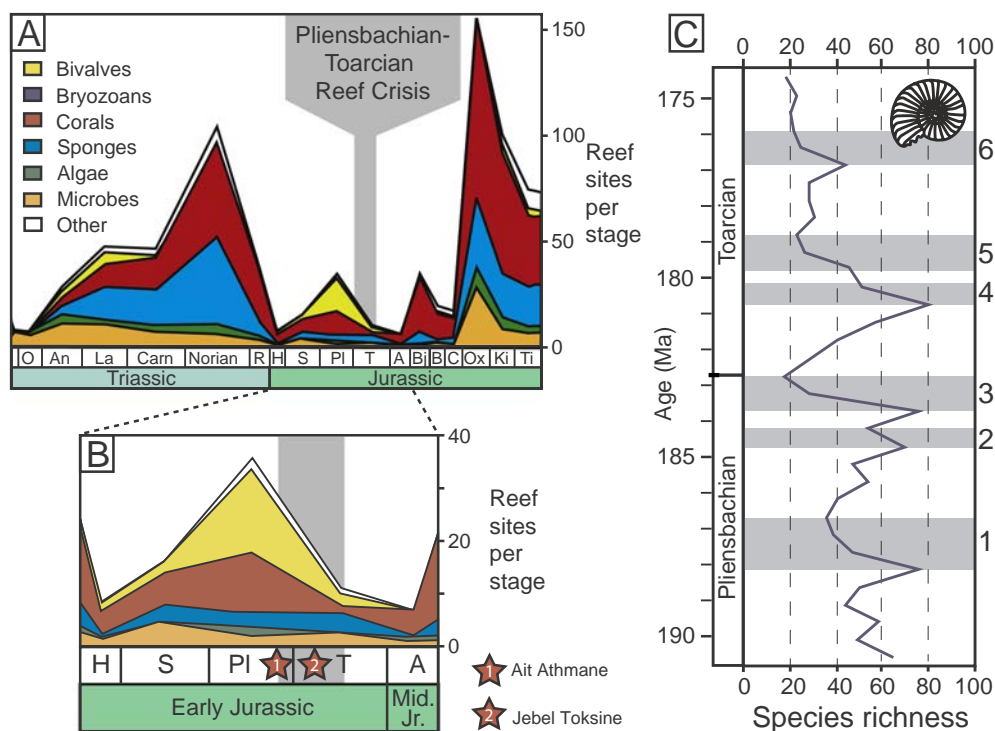 A
Pliensbachian-
Toarcian
Reef Crisis
Bivalves
Bryozoans
Corals
Sponges
Algae
Microbes
Other
150
100
50
0
Reef
sites
per
stage
O An La Carn Norian R H S Pl T A Bj B C Ox Ki Ti
Triassic Jurassic
B
40
20
0
Reef
sites
per
stage
H S Pl 1 2 T A
Early Jurassic
Mid.
Jr.
1 Ait Athmane
2 Jebel Toksine
C
0 20 40 60 80 100
175
180
185
190
Age (Ma)
Toarcian
Pliensbachian
6
5
4
3
2
1
0 20 40 60 80 100
Species richness